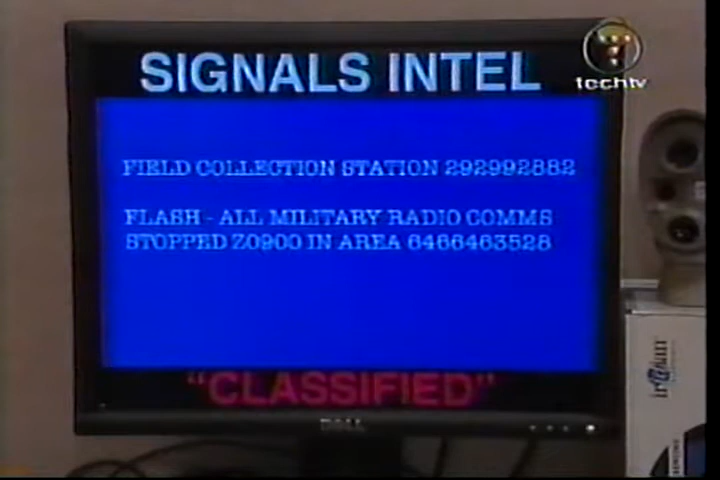 SIGNALS INTEL
techtv
FIELD COLLECTION STATION 292992882
FLASH - ALL MILITARY RADIO COMMS
STOPPED Z0900 IN AREA 6466463528
"CLASSIFIED"
DELL